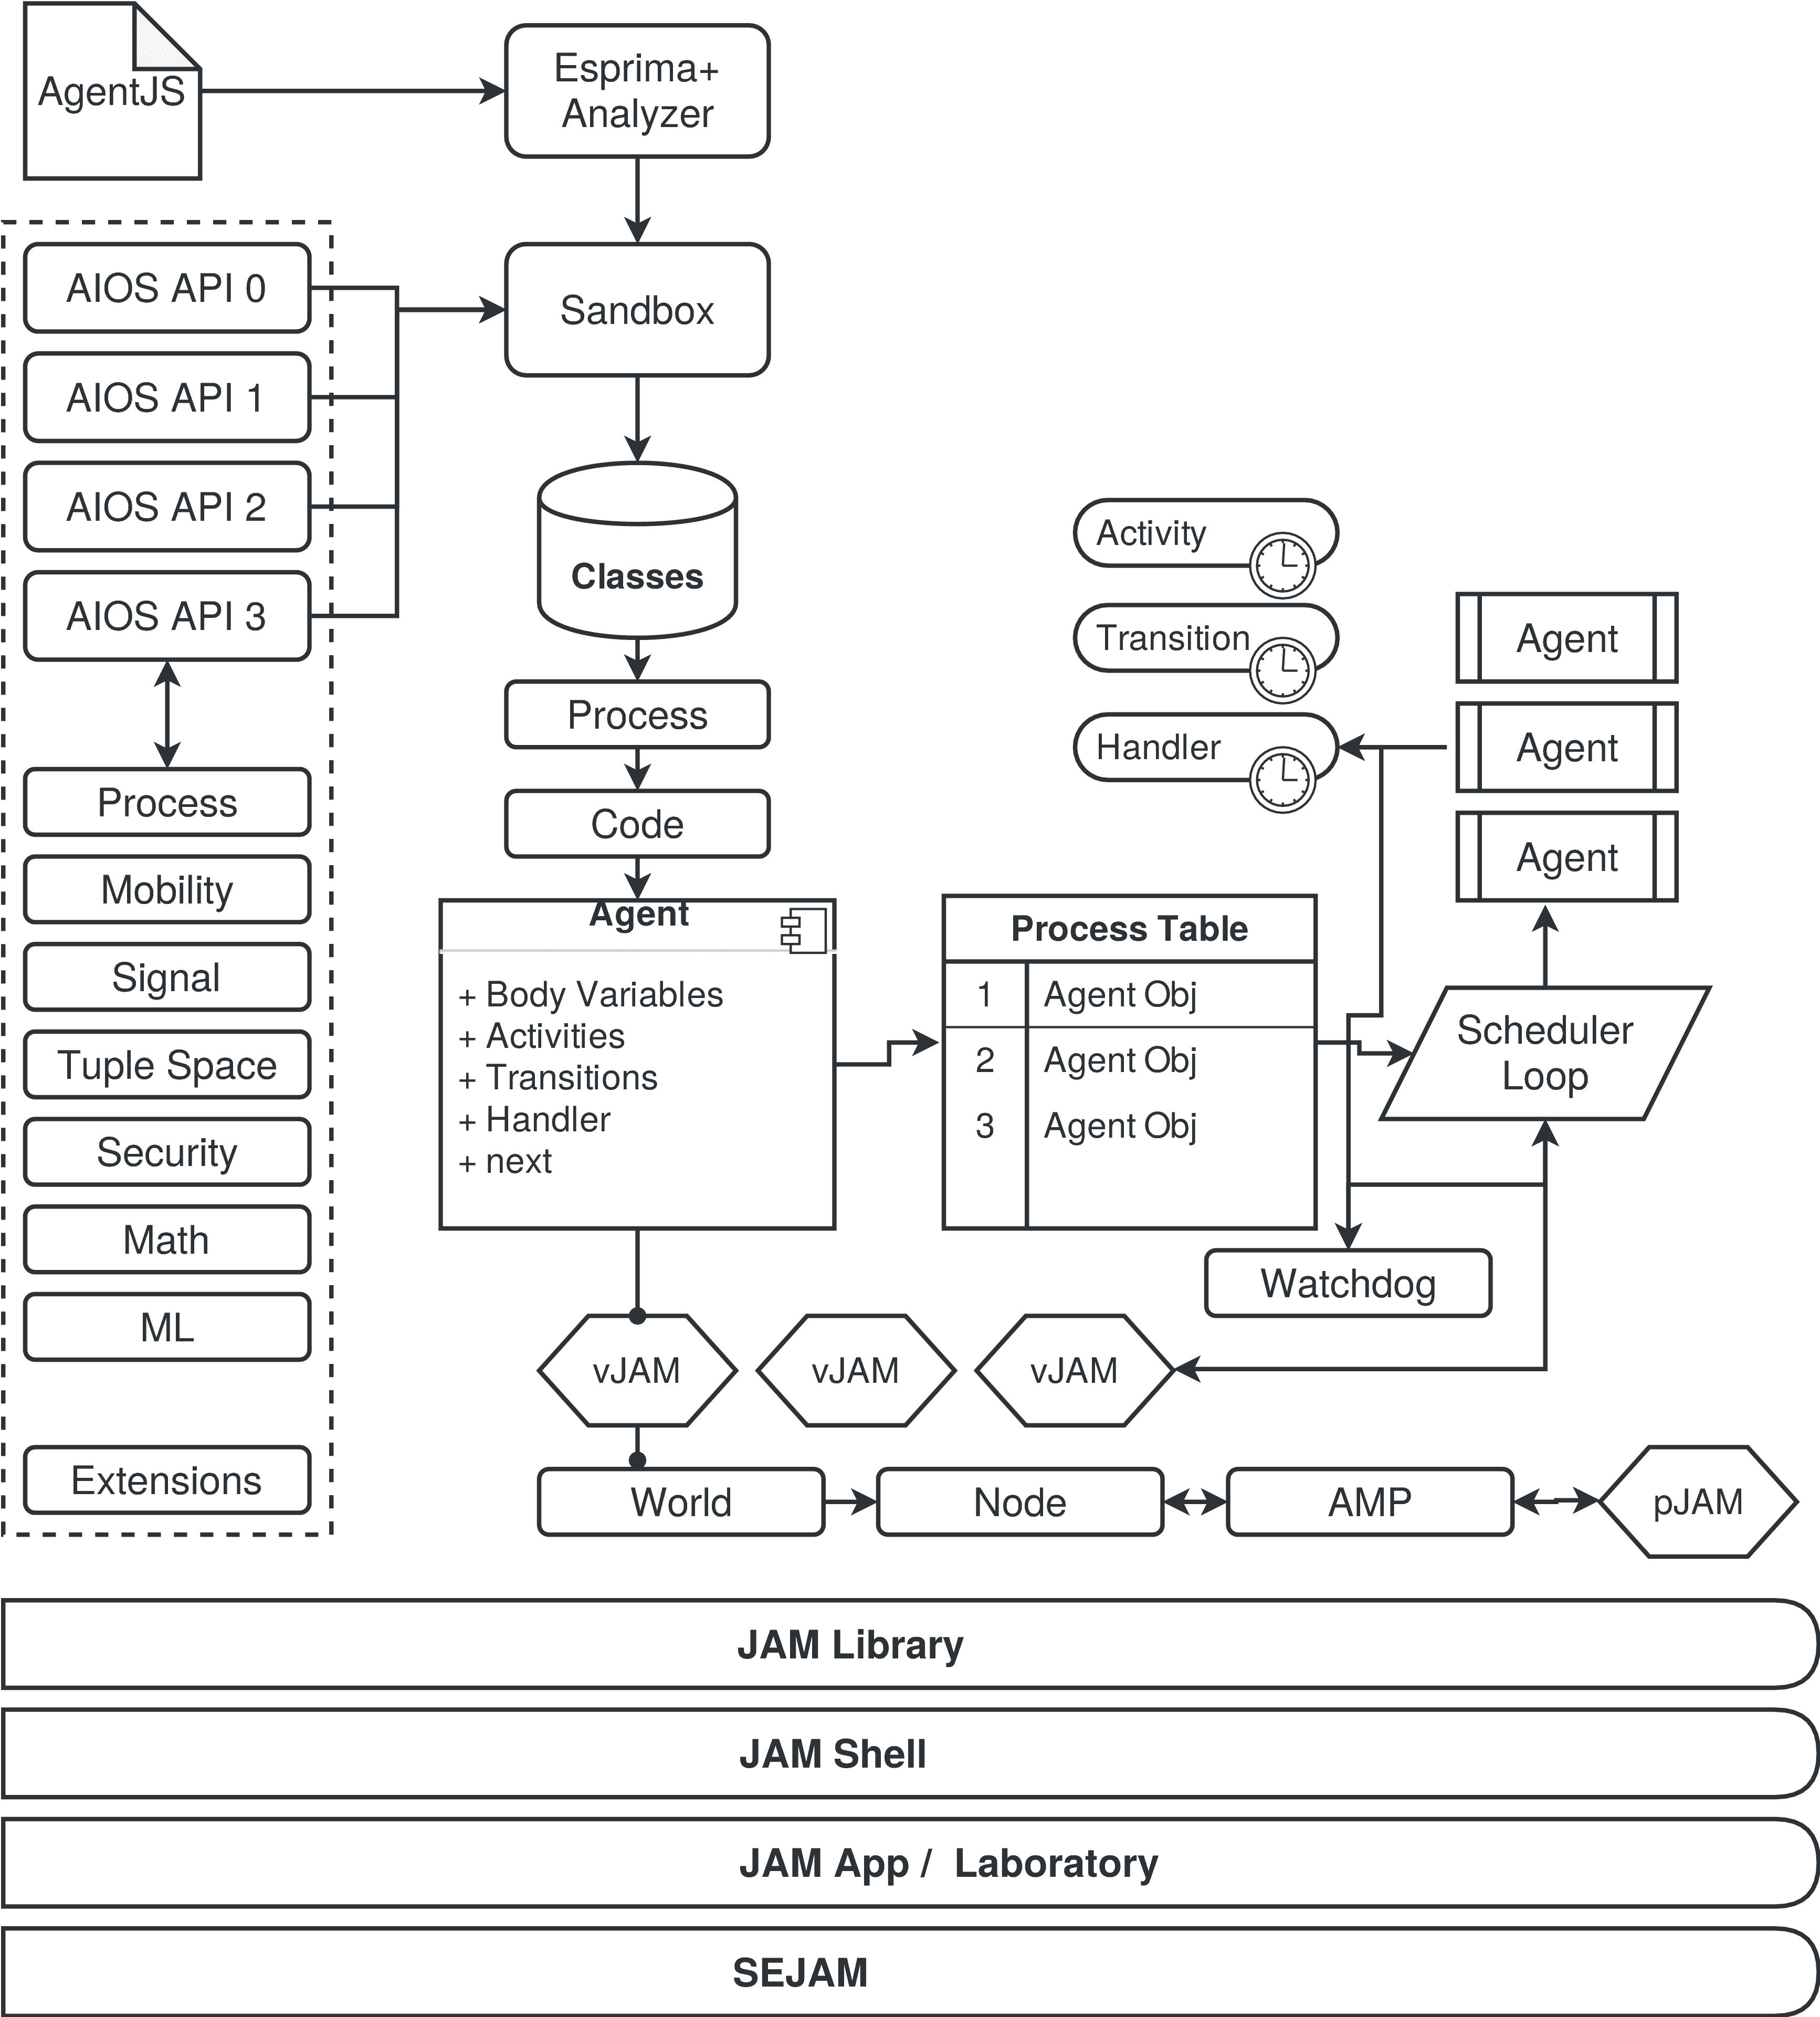 AgentJS
Esprima+
Analyzer
AIOS API 0
AIOS API 1
AIOS API 2
AIOS API 3
Process
Mobility
Signal
Tuple Space
Security
Math
ML
Extensions
Sandbox
Classes
Process
Code
Agent
+ Body Variables
+ Activities
+ Transitions
+ Handler
+ next
Process Table
1 Agent Obj
2 Agent Obj
3 Agent Obj
Activity
Transition
Handler
Agent
Agent
Agent
Scheduler
Loop
Watchdog
vJAM
vJAM
vJAM
World
Node
AMP
pJAM
JAM Library
JAM Shell
JAM App / Laboratory
SEJAM